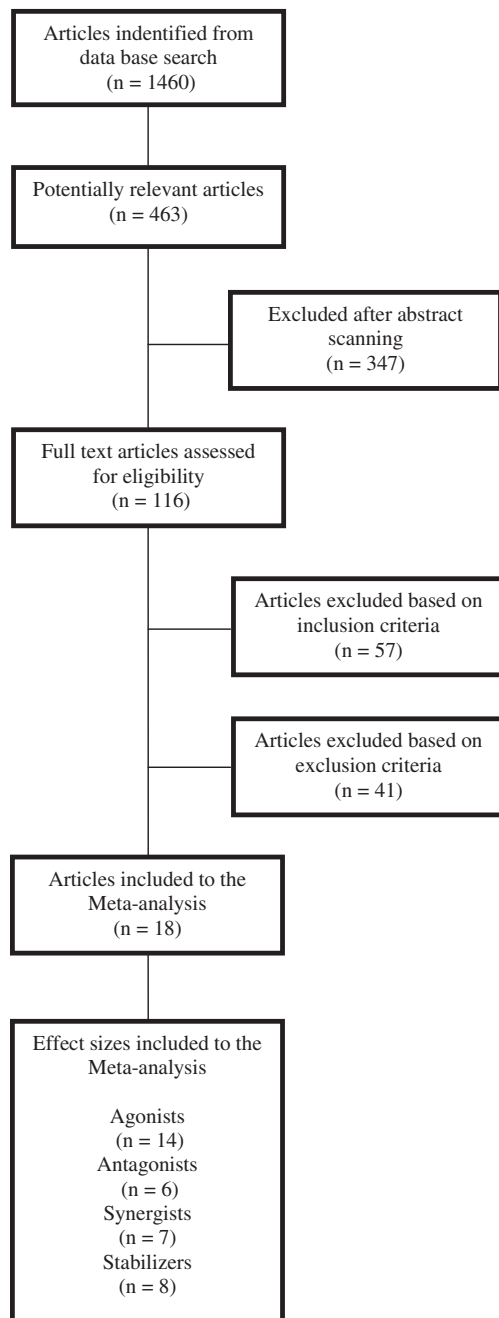 Articles indentified from
data base search
(n = 1460)
Potentially relevant articles
(n = 463)
Excluded after abstract
scanning
(n = 347)
Full text articles assessed
for eligibility
(n = 116)
Articles excluded based on
inclusion criteria
(n = 57)
Articles excluded based on
exclusion criteria
(n = 41)
Articles included to the
Meta-analysis
(n = 18)
Effect sizes included to the
Meta-analysis
Agonists
(n = 14)
Antagonists
(n = 6)
Synergists
(n = 7)
Stabilizers
(n = 8)